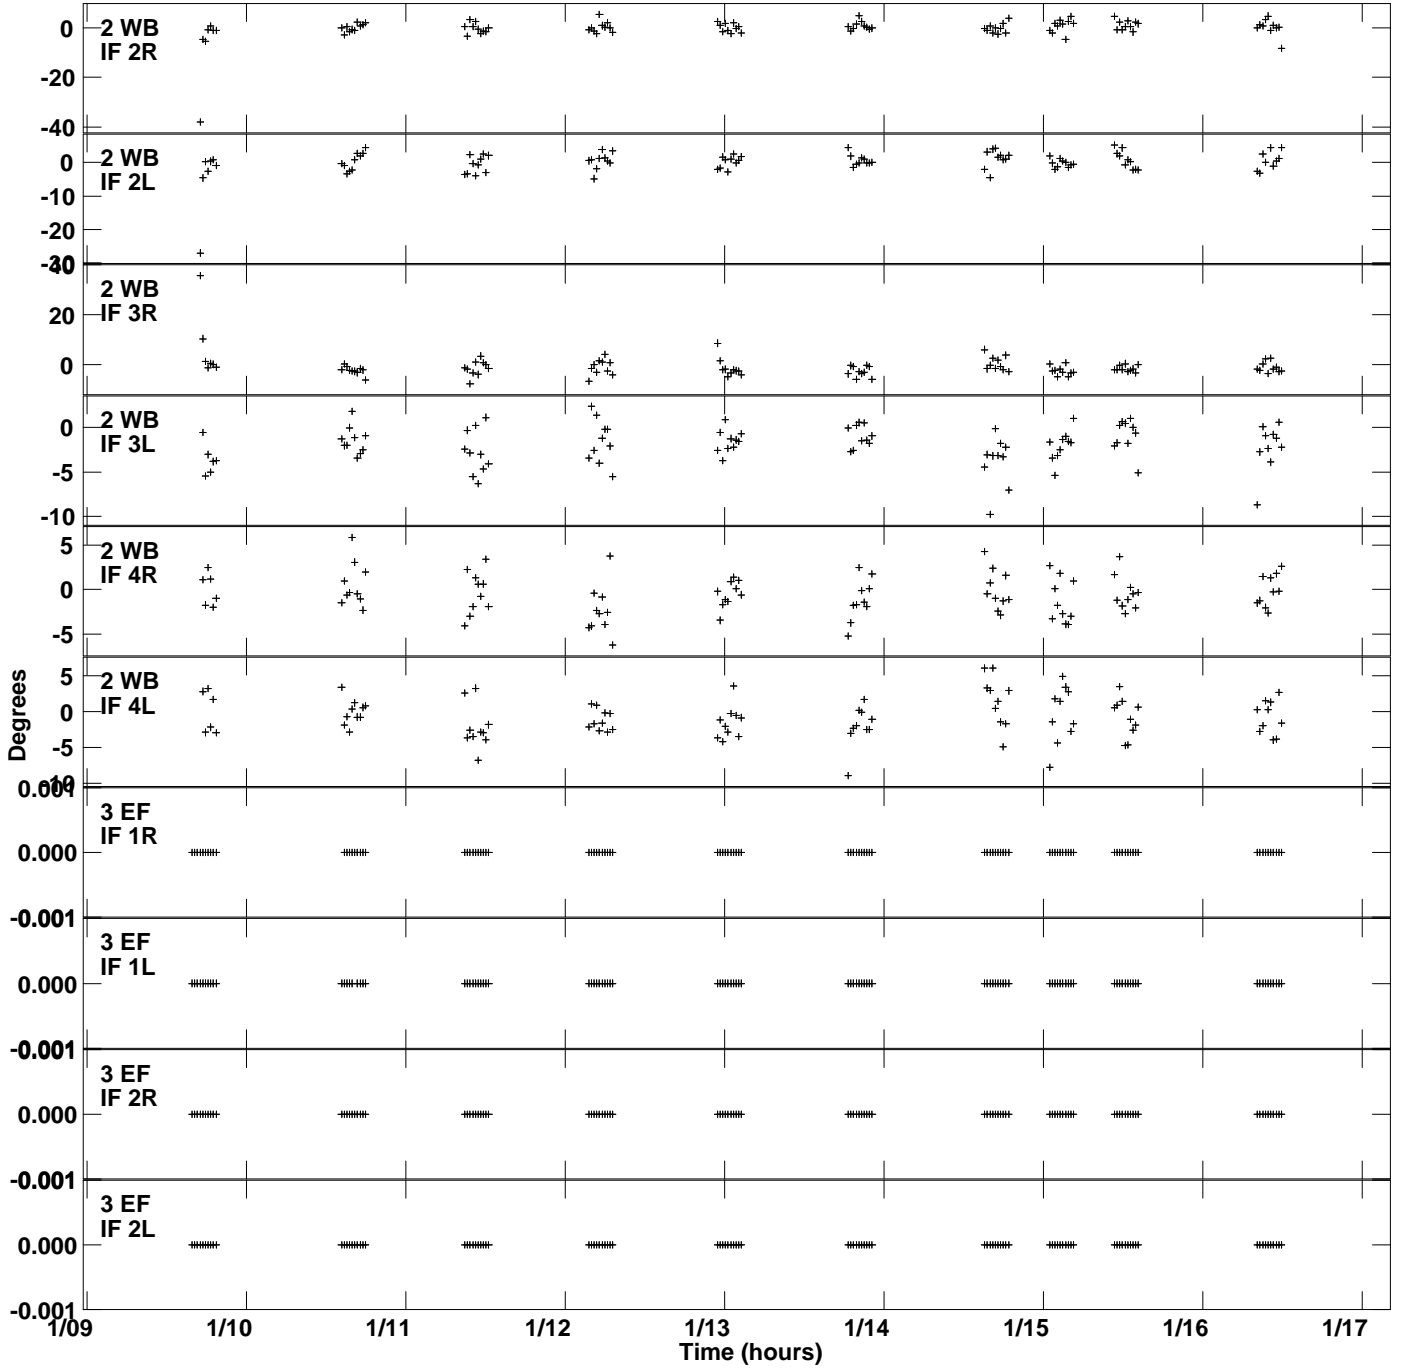 2 WB
IF 2R
0
-20
-40
2 WB
IF 2L
0
-10
-20
-30
40
2 WB
IF 3R
20
0
2 WB
IF 3L
0
-5
-10
2 WB
IF 4R
5
0
-5
2 WB
IF 4L
5
0
-5
-10
Degrees
0.001
3 EF
IF 1R
0.000
-0.001
3 EF
IF 1L
0.000
-0.001
3 EF
IF 2R
0.000
-0.001
3 EF
IF 2L
0.000
-0.001
1/09 1/10 1/11 1/12 1/13 1/14 1/15 1/16 1/17
Time (hours)